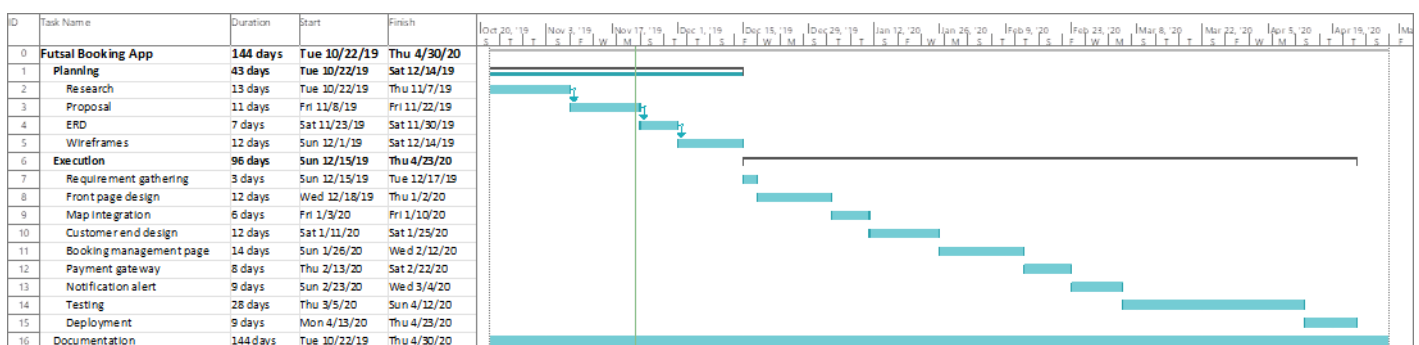 ID Task Name Duration Start Finish Oct 20, '19 Nov 3, '19 Nov 17, '19 Dec 1, '19 Dec 15, '19 Dec 29, '19 Jan 12, '20 Jan 26, '20 Feb 9, '20 Feb 23, '20 Mar 8, '20 Mar 22, '20 Apr 5, '20 Apr 19, '20 Ma
S T T S F W M S T T S F W M S T T S F W M S T T S F W M S T T S F
0 Futsal Booking App 144 days Tue 10/22/19 Thu 4/30/20
1 Planning 43 days Tue 10/22/19 Sat 12/14/19
2 Research 13 days Tue 10/22/19 Thu 11/7/19
3 Proposal 11 days Fri 11/8/19 Fri 11/22/19
4 ERD 7 days Sat 11/23/19 Sat 11/30/19
5 Wireframes 12 days Sun 12/1/19 Sat 12/14/19
6 Execution 96 days Sun 12/15/19 Thu 4/23/20
7 Requirement gathering 3 days Sun 12/15/19 Tue 12/17/19
8 Front page design 12 days Wed 12/18/19 Thu 1/2/20
9 Map integration 6 days Fri 1/3/20 Fri 1/10/20
10 Customer end design 12 days Sat 1/11/20 Sat 1/25/20
11 Booking management page 14 days Sun 1/26/20 Wed 2/12/20
12 Payment gateway 8 days Thu 2/13/20 Sat 2/22/20
13 Notification alert 9 days Sun 2/23/20 Wed 3/4/20
14 Testing 28 days Thu 3/5/20 Sun 4/12/20
15 Deployment 9 days Mon 4/13/20 Thu 4/23/20
16 Documentation 144 days Tue 10/22/19 Thu 4/30/20